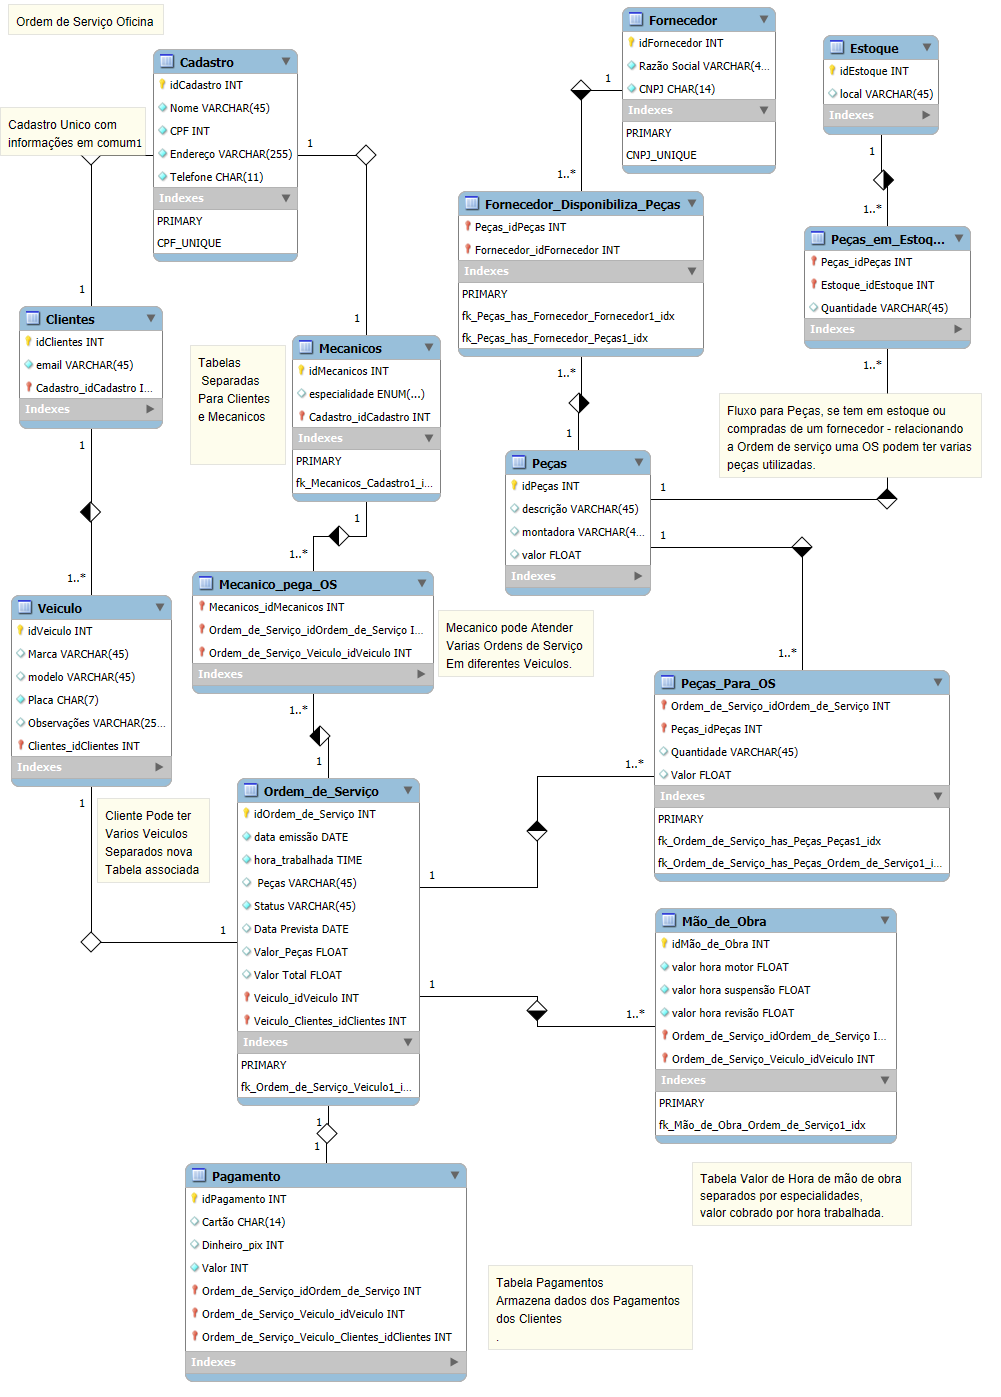 Ordem de Serviço Oficina
Cadastro
idCadastro INT
Nome VARCHAR(45)
CPF INT
Endereço VARCHAR(255)
Telefone CHAR(11)
Indexes
PRIMARY
CPF_UNIQUE
Cadastro Unico com
informações em comum
1
1
1
1
Fornecedor
idFornecedor INT
Razão Social VARCHAR(4...
CNPJ CHAR(14)
Indexes
PRIMARY
CNPJ_UNIQUE
1
1..*
Estoque
idEstoque INT
local VARCHAR(45)
Indexes
1
1..*
Fornecedor_Disponibiliza_Peças
Peças_idPeças INT
Fornecedor_idFornecedor INT
Indexes
PRIMARY
fk_Peças_has_Fornecedor_Fornecedor1_idx
fk_Peças_has_Fornecedor_Peças1_idx
1..*
1
Peças_em_Estoq...
Peças_idPeças INT
Estoque_idEstoque INT
Quantidade VARCHAR(45)
Indexes
1..*
Clientes
idClientes INT
email VARCHAR(45)
Cadastro_idCadastro I...
Indexes
1
1..*
Tabelas
Separadas
Para Clientes
e Mecanicos
Mecanicos
idMecanicos INT
especialidade ENUM(...)
Cadastro_idCadastro INT
Indexes
PRIMARY
fk_Mecanicos_Cadastro1_i...
1
1..*
Fluxo para Peças, se tem em estoque ou
compradas de um fornecedor - relacionando
a Ordem de serviço uma OS podem ter varias
peças utilizadas.
Peças
idPeças INT
descrição VARCHAR(45)
montadora VARCHAR(4...
valor FLOAT
Indexes
1
1
1..*
Veiculo
idVeiculo INT
Marca VARCHAR(45)
modelo VARCHAR(45)
Placa CHAR(7)
Observações VARCHAR(25...
Clientes_idClientes INT
Indexes
1
1
Mecanico_pega_OS
Mecanicos_idMecanicos INT
Ordem_de_Serviço_idOrdem_de_Serviço I...
Ordem_de_Serviço_Veiculo_idVeiculo INT
Indexes
1..*
1
Mecanico pode Atender
Varias Ordens de Serviço
Em diferentes Veiculos.
Peças_Para_OS
Ordem_de_Serviço_idOrdem_de_Serviço INT
Peças_idPeças INT
Quantidade VARCHAR(45)
Valor FLOAT
Indexes
PRIMARY
fk_Ordem_de_Serviço_has_Peças_Peças1_idx
fk_Ordem_de_Serviço_has_Peças_Ordem_de_Serviço1_i...
1..*
1
Cliente Pode ter
Varios Veiculos
Separados nova
Tabela associada
Ordem_de_Serviço
idOrdem_de_Serviço INT
data emissão DATE
hora_trabalhada TIME
Peças VARCHAR(45)
Status VARCHAR(45)
Data Prevista DATE
Valor_Peças FLOAT
Valor Total FLOAT
Veiculo_idVeiculo INT
Veiculo_Clientes_idClientes INT
Indexes
PRIMARY
fk_Ordem_de_Serviço_Veiculo1_i...
1
1..*
Mão_de_Obra
idMão_de_Obra INT
valor hora motor FLOAT
valor hora suspensão FLOAT
valor hora revisão FLOAT
Ordem_de_Serviço_idOrdem_de_Serviço I...
Ordem_de_Serviço_Veiculo_idVeiculo INT
Indexes
PRIMARY
fk_Mão_de_Obra_Ordem_de_Serviço1_idx
1
1
Tabela Valor de Hora de mão de obra
separados por especialidades,
valor cobrado por hora trabalhada.
Pagamento
idPagamento INT
Cartão CHAR(14)
Dinheiro_pix INT
Valor INT
Ordem_de_Serviço_idOrdem_de_Serviço INT
Ordem_de_Serviço_Veiculo_idVeiculo INT
Ordem_de_Serviço_Veiculo_Clientes_idClientes INT
Indexes
Tabela Pagamentos
Armazena dados dos Pagamentos
dos Clientes
.